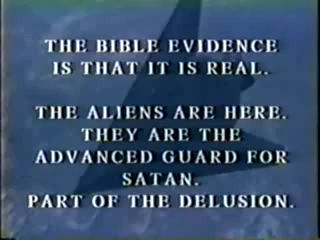 THE BIBLE EVIDENCE
IS THAT IT IS REAL.
THE ALIENS ARE HERE.
THEY ARE THE
ADVANCED GUARD FOR
SATAN.
PART OF THE DELUSION.